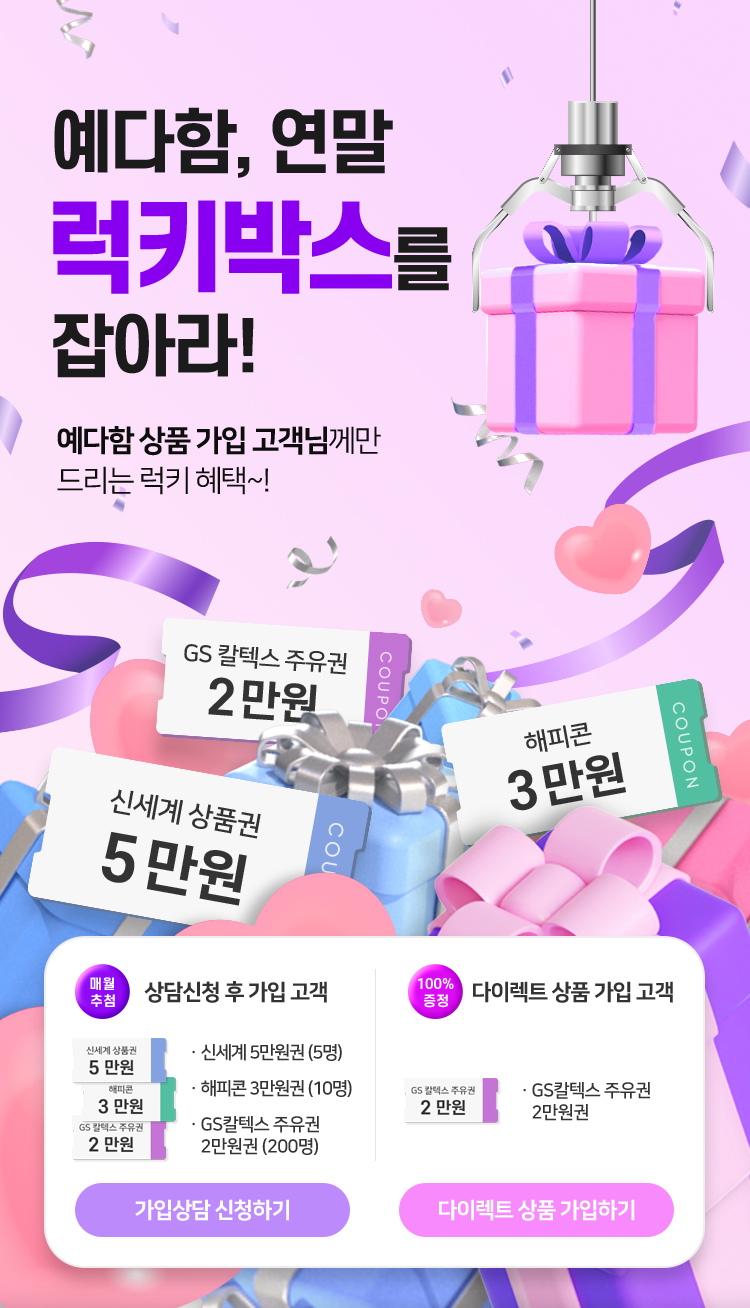 예다함, 연말
럭키박스를
잡아라!
예다함 상품 가입 고객님께만
드리는 럭키 혜택~!
GS 칼텍스 주유권
2만원
COUPO
해피콘
3만원
COUPON
신세계 상품권
5만원
COU
매월
추첨
상담신청 후 가입 고객
신세계 상품권
5 만원
해피콘
3 만원
GS 칼텍스 주유권
2 만원
· 신세계 5만원권 (5명)
· 해피콘 3만원권 (10명)
· GS칼텍스 주유권
2만원권 (200명)
가입상담 신청하기
100%
증정
다이렉트 상품 가입 고객
GS 칼텍스 주유권
2 만원
· GS칼텍스 주유권
2만원권
다이렉트 상품 가입하기